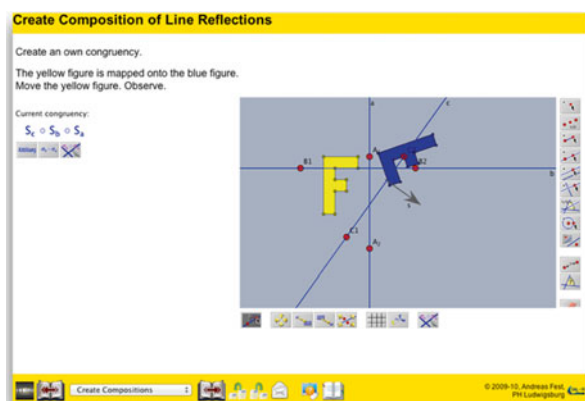 Create Composition of Line Reflections
Create an own congruency.
The yellow figure is mapped onto the blue figure.
Move the yellow figure. Observe.
Current congruency:
Sc ∘ Sb ∘ Sa
a
c
B1
B2
b
s
C1
A2
Create Compositions
© 2009-10, Andreas Fest,
PH Ludwigsburg